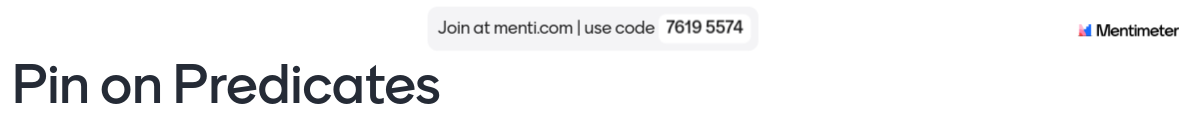 Join at menti.com | use code 7619 5574
Mentimeter
Pin on Predicates